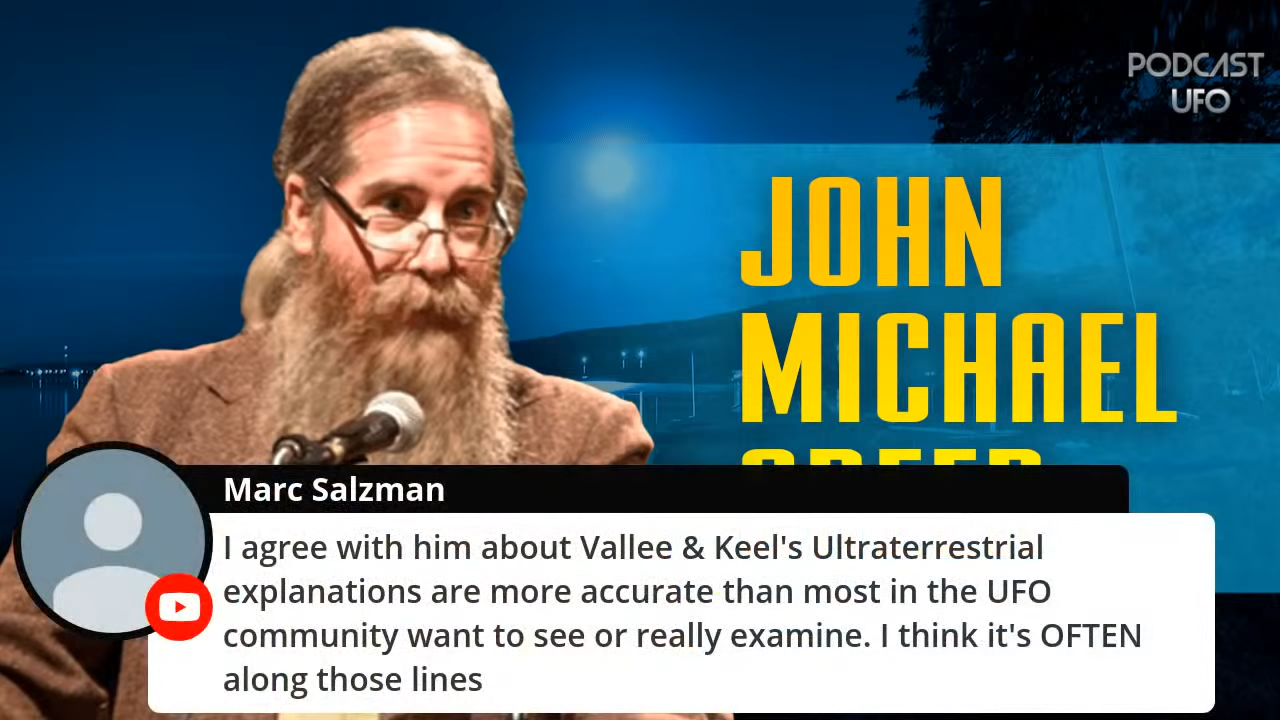 PODCAST
UFO
JOHN
MICHAEL
Marc Salzman
I agree with him about Vallee & Keel's Ultraterrestrial
explanations are more accurate than most in the UFO
community want to see or really examine. I think it's OFTEN
along those lines